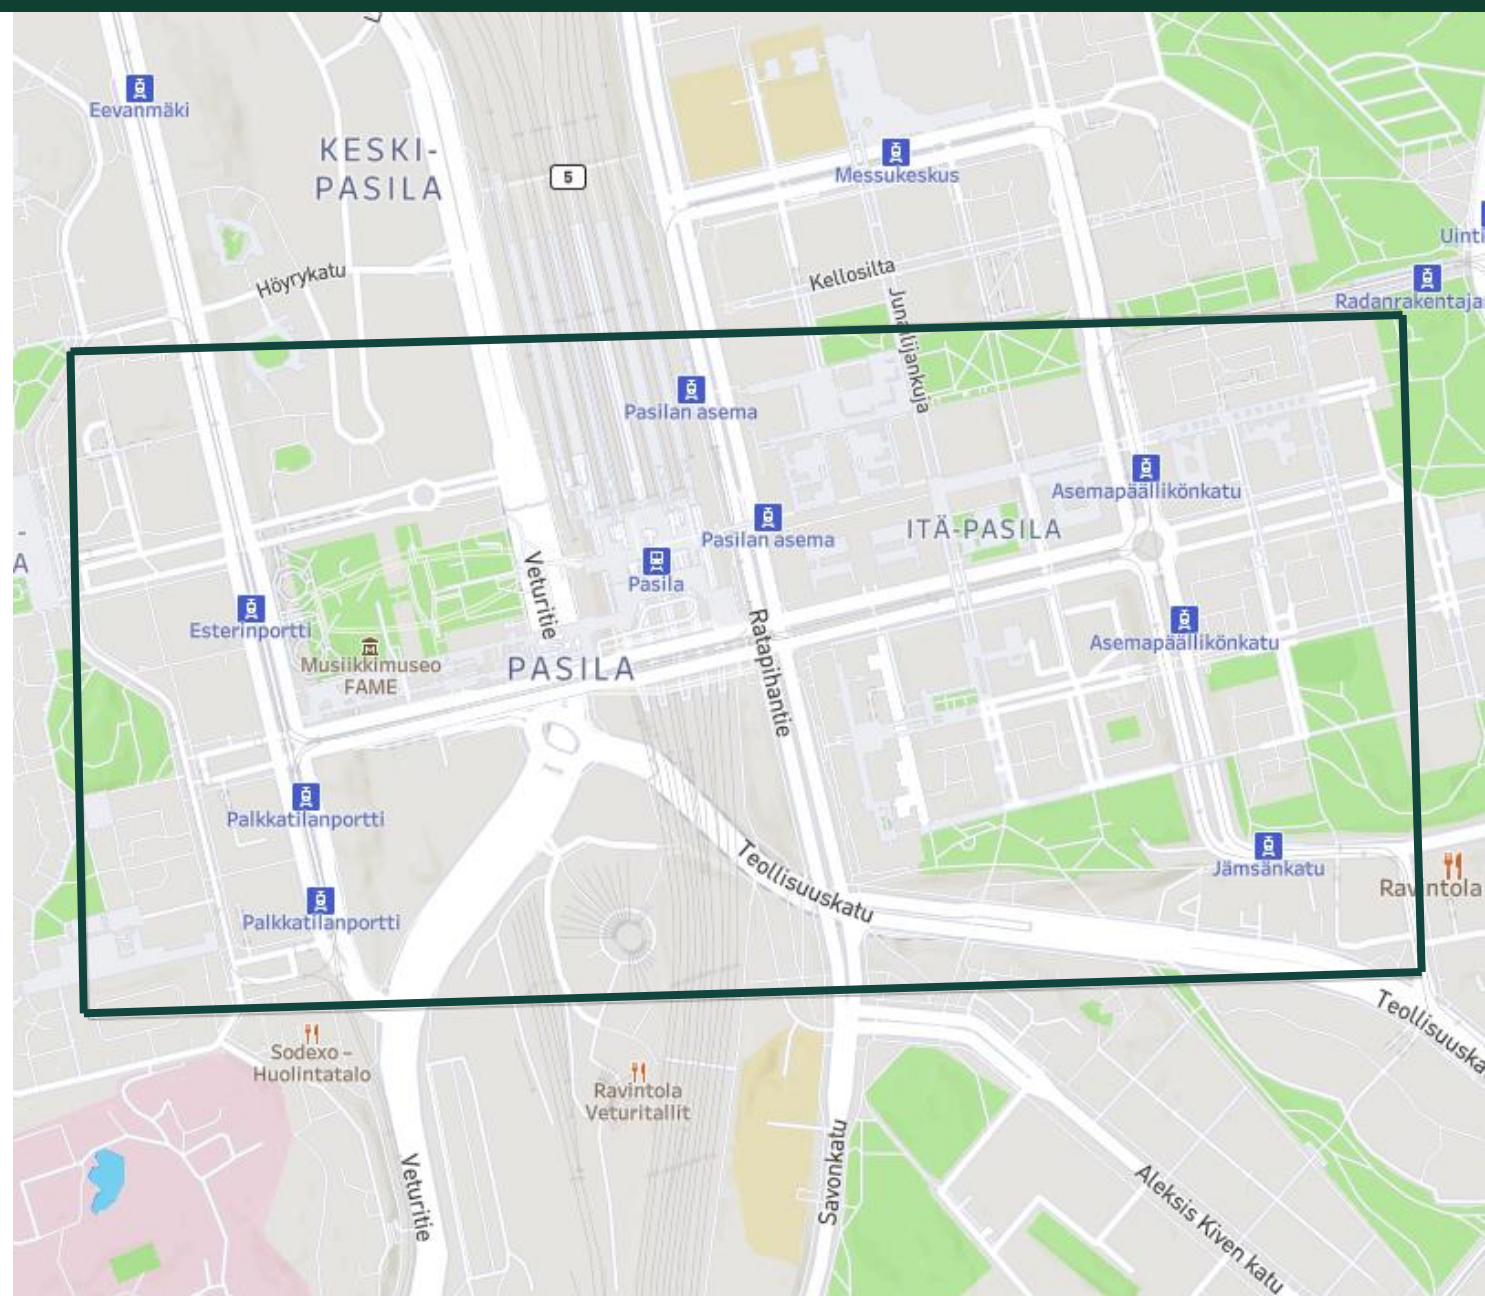 Eevanmäki
KESKI-
PASILA
5
Messukeskus
Uinti
Höyrykatu
Kellosilta
Radanrakentaja
Junailijankuja
Pasilan asema
Asemapäällikönkatu
ITÄ-PASILA
Pasilan asema
-
A
Veturitie
Pasila
Esterinportti
Musiikkimuseo
FAME
PASILA
Ratapihantie
Asemapäällikönkatu
Palkkatilanportti
Teollisuuskatu
Jämsänkatu
Ravintola
Palkkatilanportti
Teollisuuska
Sodexo –
Huolintatalo
Ravintola
Veturitallit
Veturitie
Savonkatu
Aleksis Kiven katu